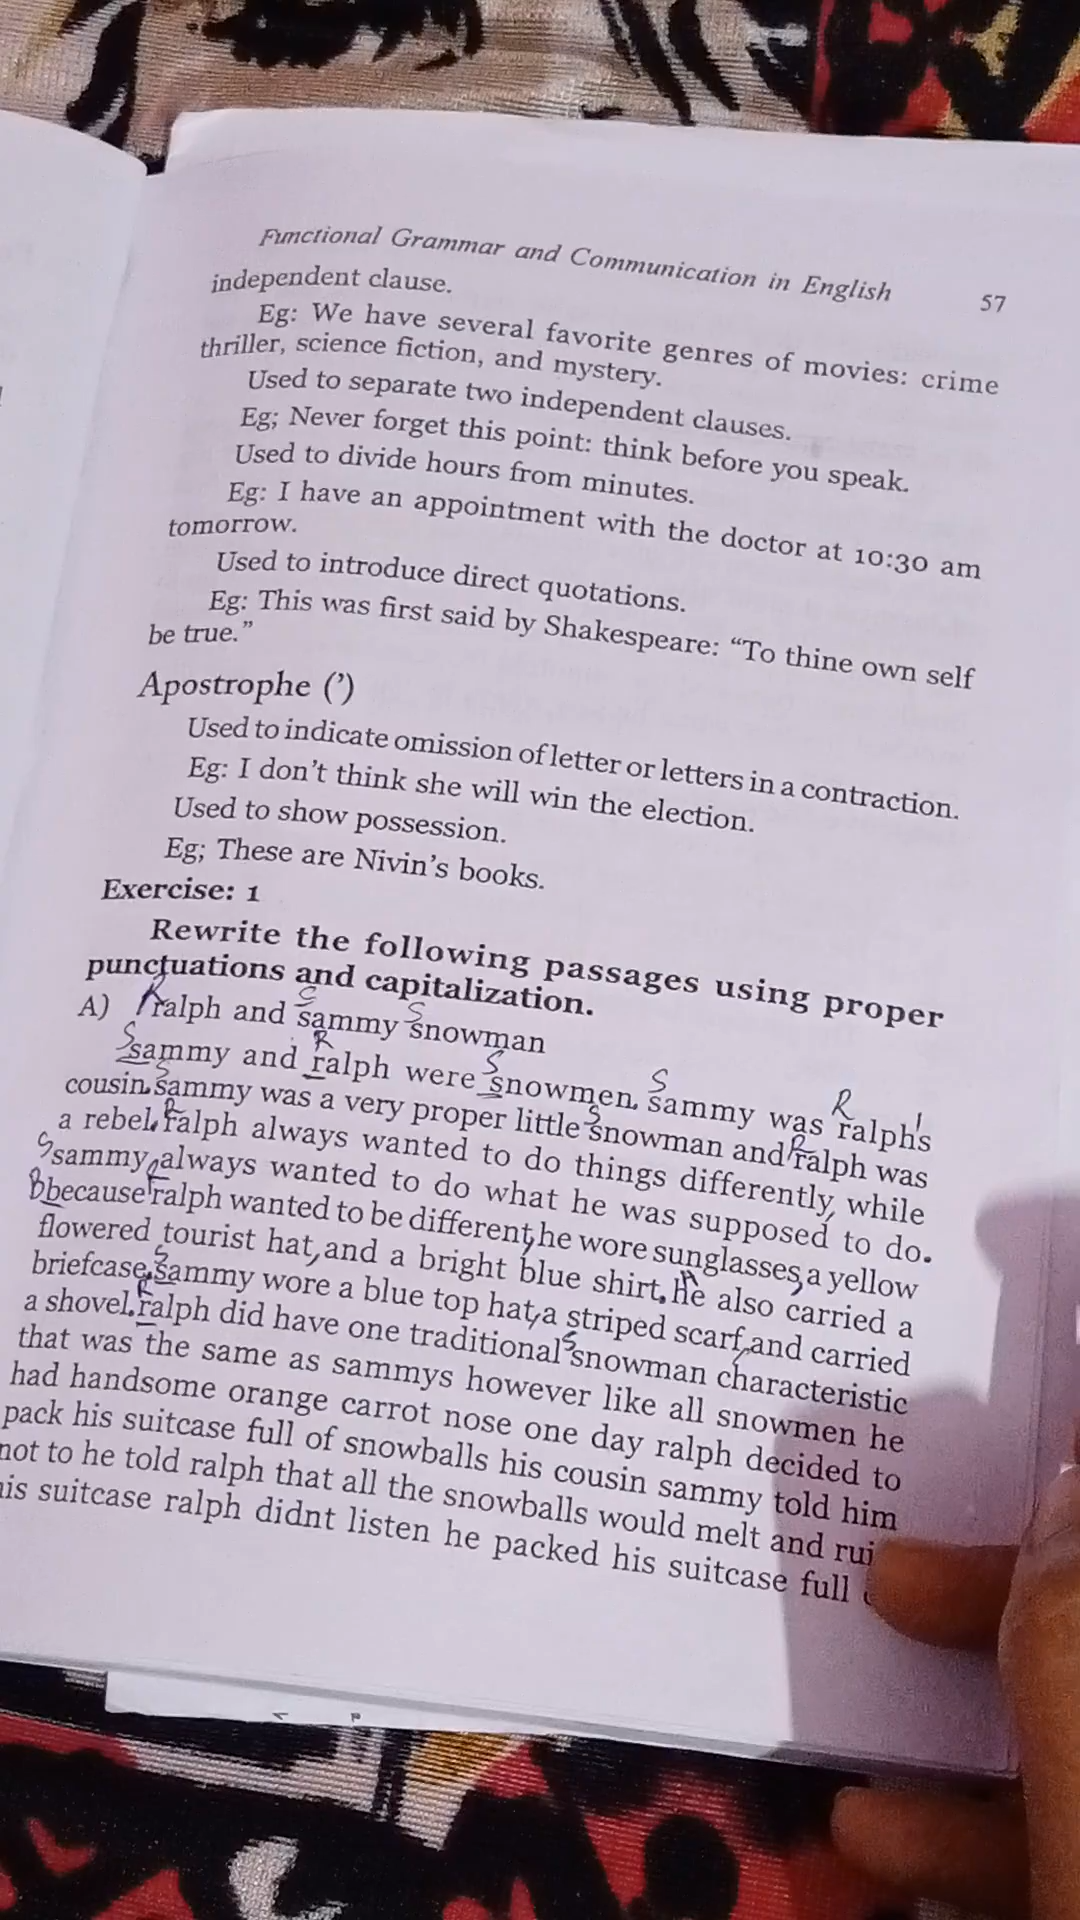 Functional Grammar and Communication in English 57
independent clause.
Eg: We have several favorite genres of movies: crime
thriller, science fiction, and mystery.
Used to separate two independent clauses.
Eg; Never forget this point: think before you speak.
Used to divide hours from minutes.
Eg: I have an appointment with the doctor at 10:30 am
tomorrow.
Used to introduce direct quotations.
Eg: This was first said by Shakespeare: “To thine own self
be true.”
Apostrophe (’)
Used to indicate omission of letter or letters in a contraction.
Eg: I don’t think she will win the election.
Used to show possession.
Eg; These are Nivin’s books.
Exercise: 1
Rewrite the following passages using proper
punctuations and capitalization.
R S S
A) ralph and sammy snowman
S R S S R '
sammy and ralph were snowmen. sammy was ralphs
S S R
cousin. sammy was a very proper little snowman and ralph was
R
a rebel. ralph always wanted to do things differently, while
S
sammy, always wanted to do what he was supposed to do.
B R
because ralph wanted to be different, he wore sunglasses, a yellow
flowered tourist hat, and a bright blue shirt. he also carried a
S
briefcase. sammy wore a blue top hat, a striped scarf, and carried
R S
a shovel. ralph did have one traditional snowman characteristic
that was the same as sammys however like all snowmen he
had handsome orange carrot nose one day ralph decided to
pack his suitcase full of snowballs his cousin sammy told him
not to he told ralph that all the snowballs would melt and
suitcase ralph didnt listen he packed his suitcase full